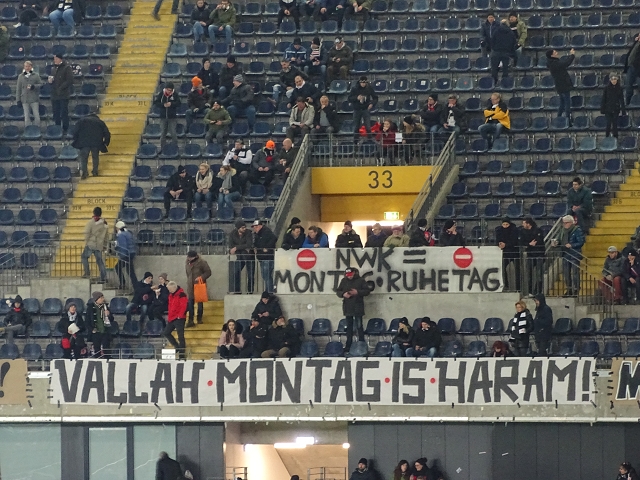 33
NWK =
MONTAG·RUHETAG
VALLAH·MONTAG·IS·HARAM!